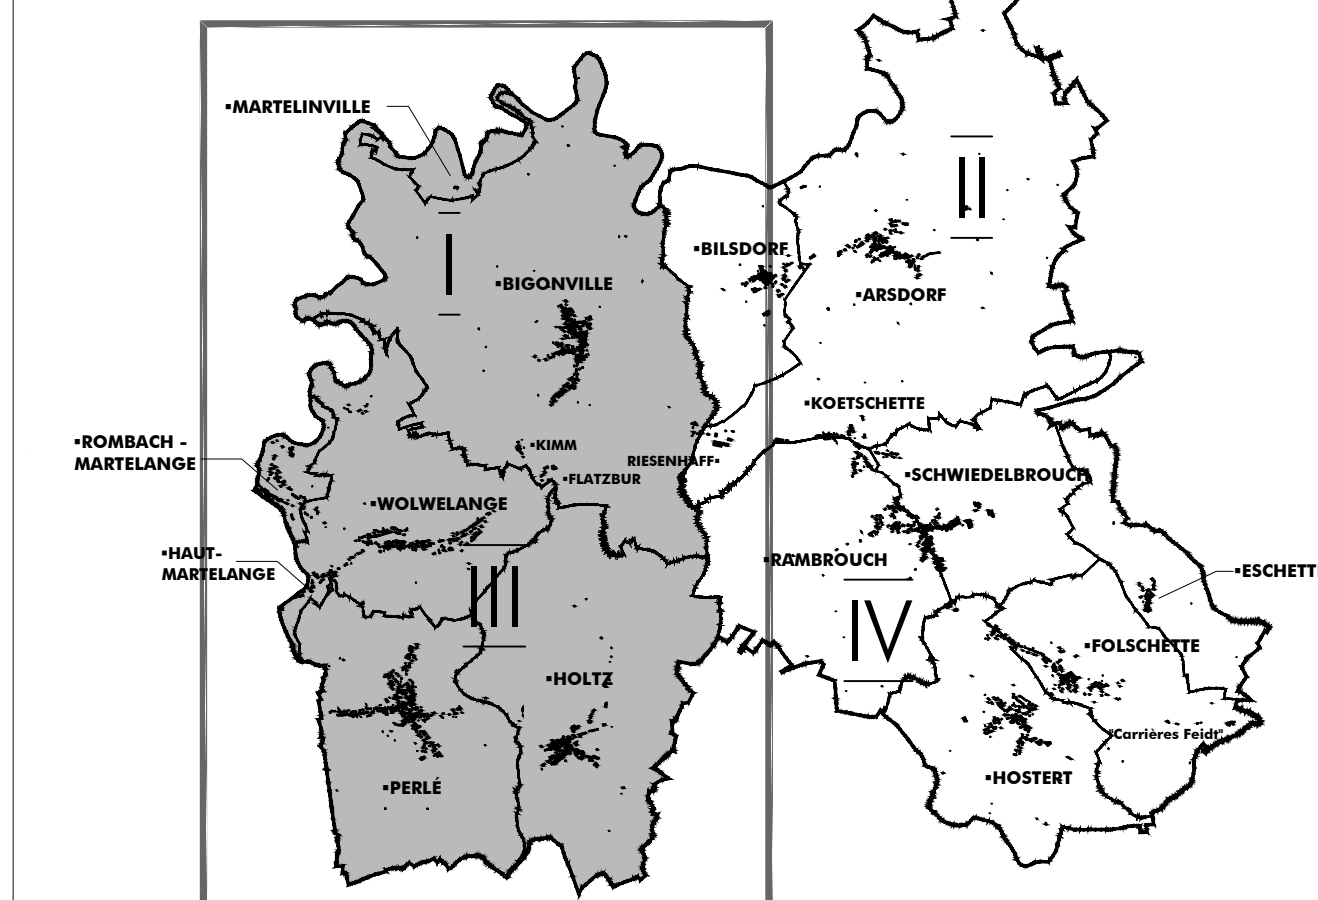 ▪MARTELINVILLE
II
▪BILSDORF
I
▪BIGONVILLE
▪ARSDORF
▪KOETSCHETTE
▪ROMBACH -
MARTELANGE
▪KIMM
RIESENHAFF▪
▪FLATZBUR
▪SCHWIEDELBROUCH
▪WOLWELANGE
▪HAUT-
MARTELANGE
▪RAMBROUCH
III
IV
▪FOLSCHETTE
▪HOLTZ
"Carrières Feidt"
▪HOSTERT
▪PERLÉ